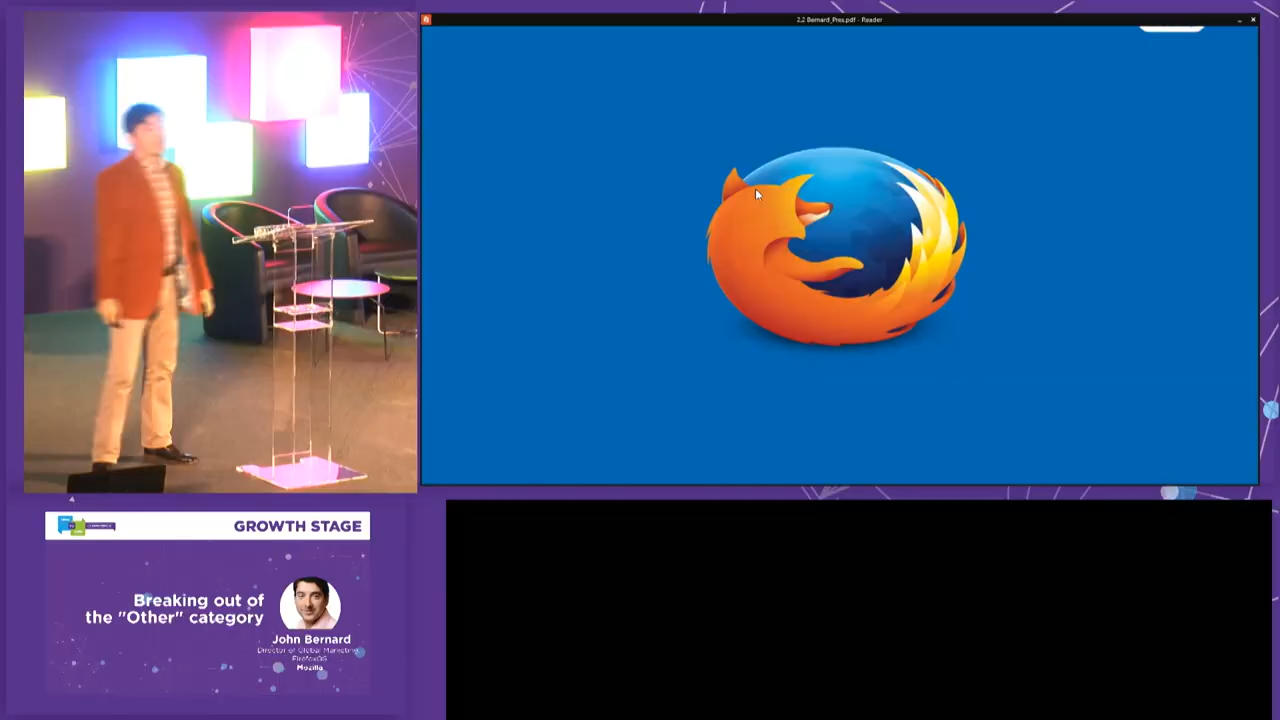 2,2 Bernard_Pres.pdf - Reader
GROWTH STAGE
Breaking out of
the "Other" category
John Bernard
Director of Global Marketing,
FirefoxOS
Mozilla